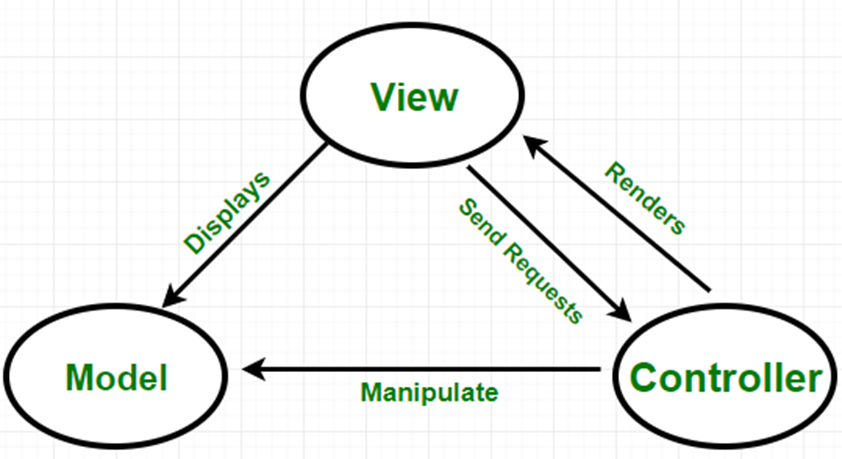 View
Displays
Send Requests
Renders
Model
Manipulate
Controller